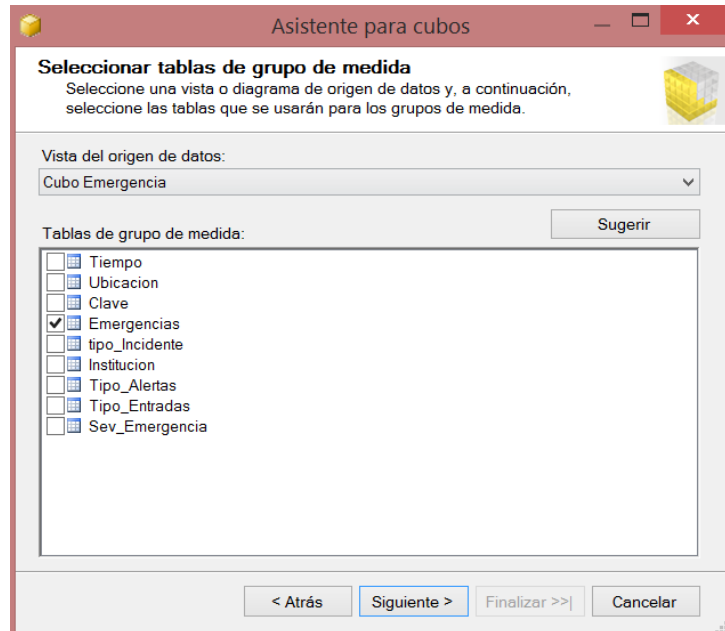 Asistente para cubos
Seleccionar tablas de grupo de medida
Seleccione una vista o diagrama de origen de datos y, a continuación,
seleccione las tablas que se usarán para los grupos de medida.
Vista del origen de datos:
Cubo Emergencia
Sugerir
Tablas de grupo de medida:
Tiempo
Ubicacion
Clave
Emergencias
tipo_Incidente
Institucion
Tipo_Alertas
Tipo_Entradas
Sev_Emergencia
< Atrás
Siguiente >
Finalizar >>|
Cancelar